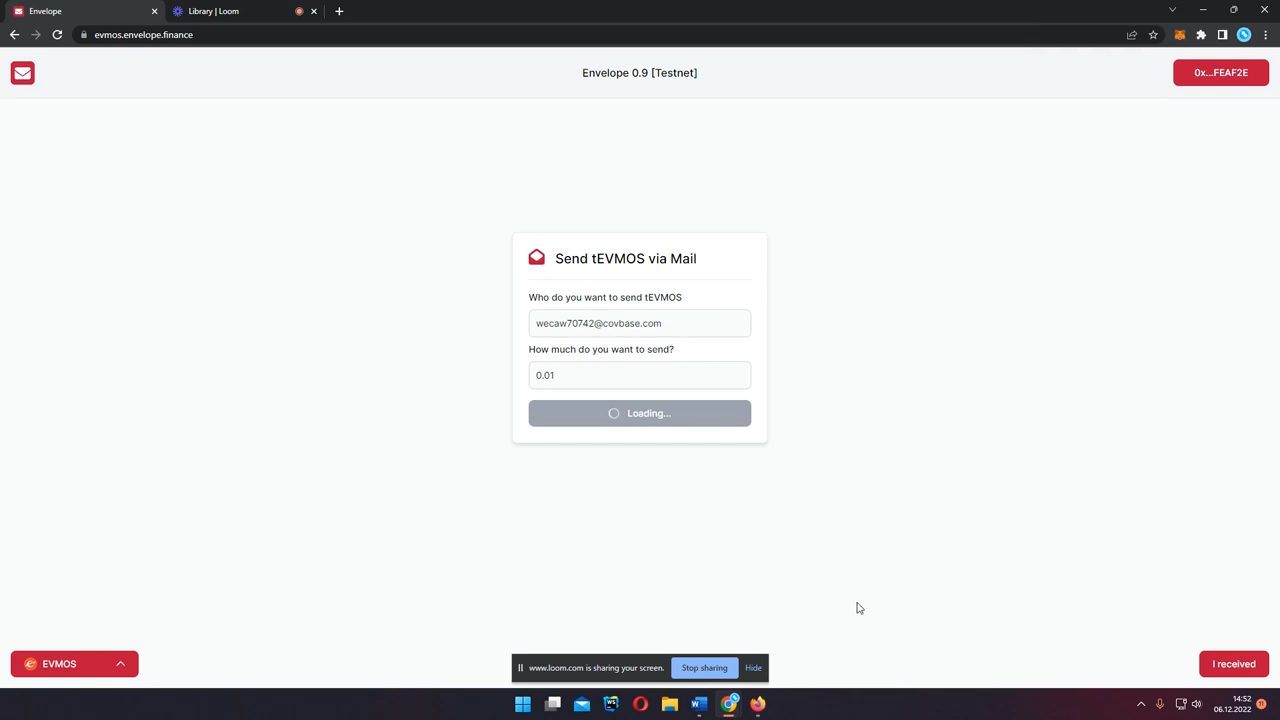 Envelope
Library | Loom
evmos.envelope.finance
Envelope 0.9 [Testnet]
0x...FEAF2E
Send tEVMOS via Mail
Who do you want to send tEVMOS
wecaw70742@covbase.com
How much do you want to send?
0.01
Loading...
EVMOS
www.loom.com is sharing your screen.
Stop sharing
Hide
I received
WS
W
14:52
06.12.2022
11